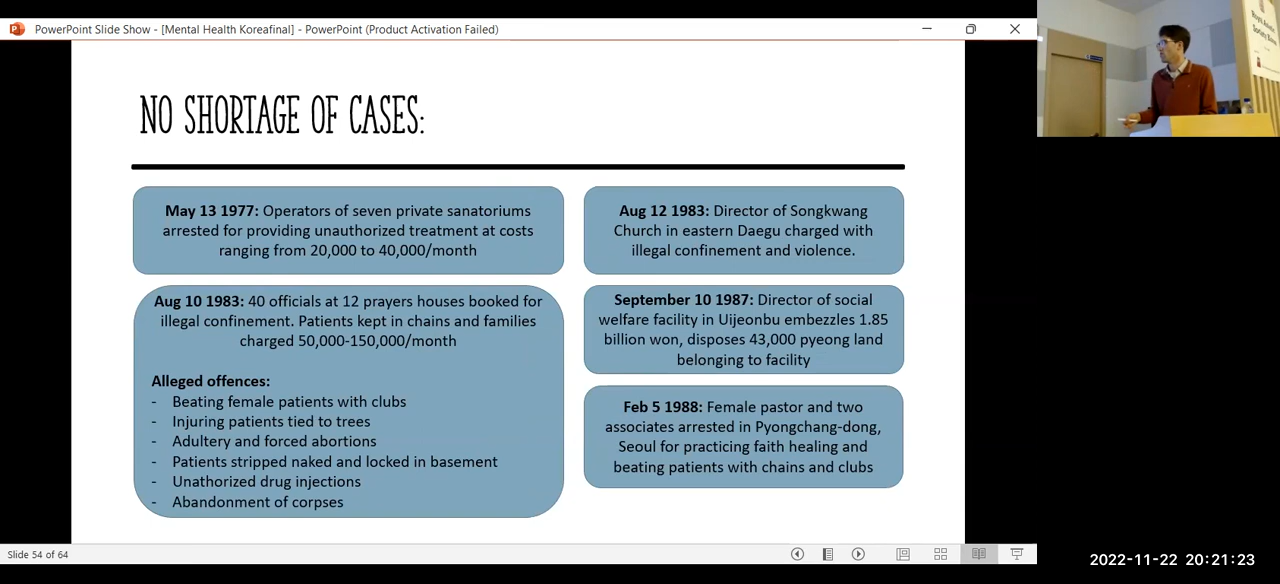 PowerPoint Slide Show - [Mental Health Koreafinal] - PowerPoint (Product Activation Failed)
NO SHORTAGE OF CASES:
May 13 1977: Operators of seven private sanatoriums
arrested for providing unauthorized treatment at costs
ranging from 20,000 to 40,000/month
Aug 10 1983: 40 officials at 12 prayers houses booked for
illegal confinement. Patients kept in chains and families
charged 50,000-150,000/month
Alleged offences:
- Beating female patients with clubs
- Injuring patients tied to trees
- Adultery and forced abortions
- Patients stripped naked and locked in basement
- Unathorized drug injections
- Abandonment of corpses
Aug 12 1983: Director of Songkwang
Church in eastern Daegu charged with
illegal confinement and violence.
September 10 1987: Director of social
welfare facility in Uijeonbu embezzles 1.85
billion won, disposes 43,000 pyeong land
belonging to facility
Feb 5 1988: Female pastor and two
associates arrested in Pyongchang-dong,
Seoul for practicing faith healing and
beating patients with chains and clubs
Slide 54 of 64
2022-11-22 20:21:23